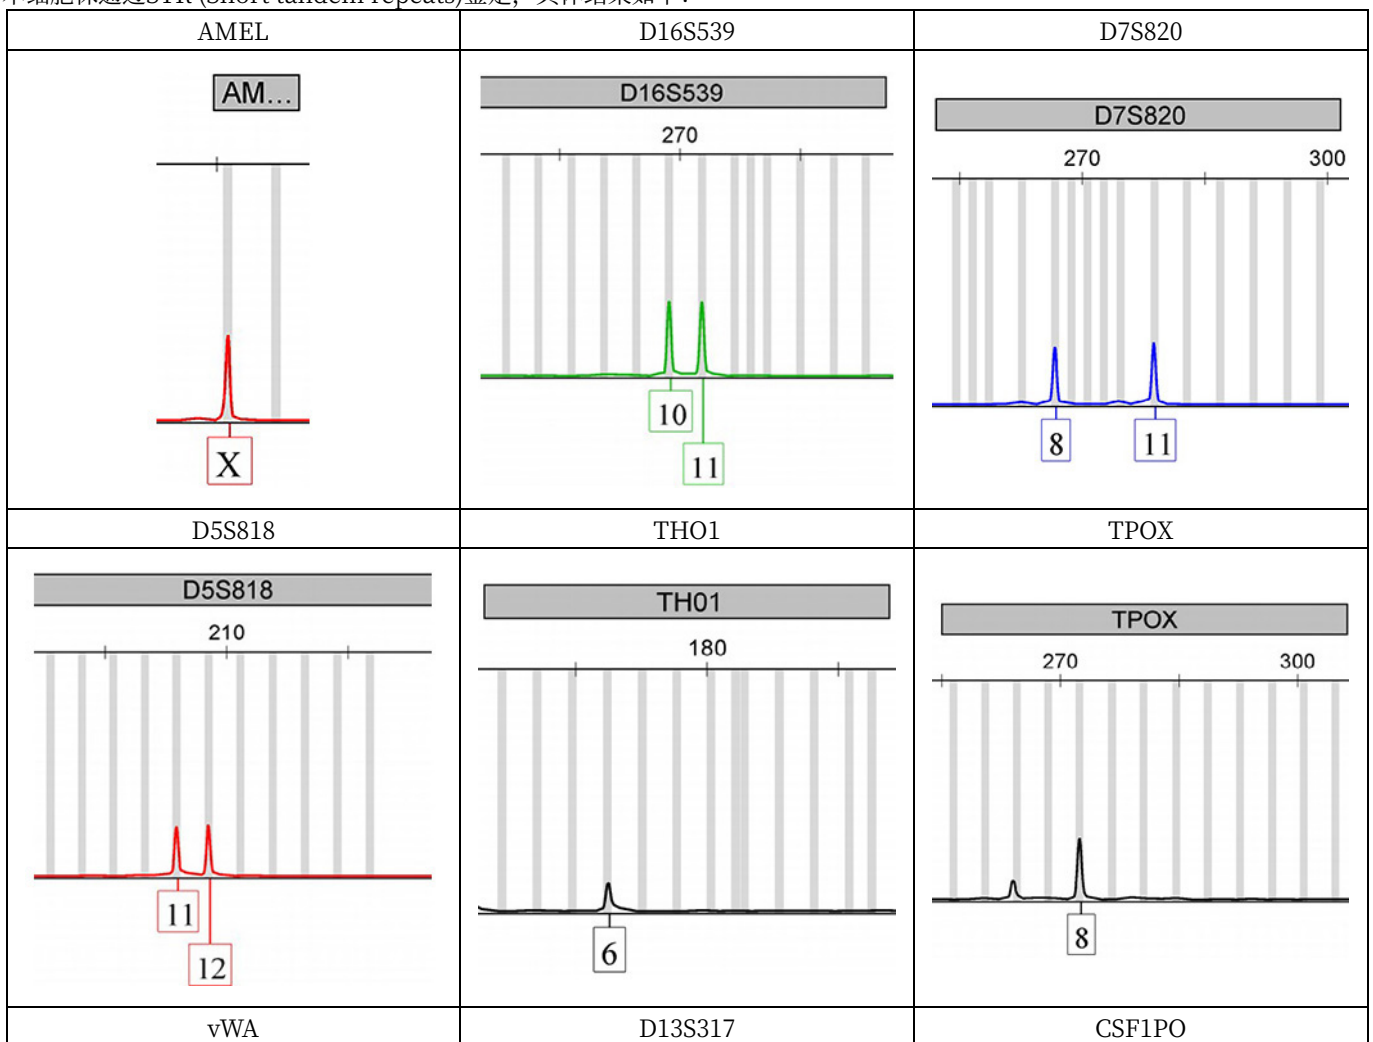 AMEL D16S539 D7S820
AM... D16S539 D7S820
270 270 300
X 10 11 8 11
D5S818 THO1 TPOX
D5S818 TH01 TPOX
210 180 270 300
11 12 6 8
vWA D13S317 CSF1PO